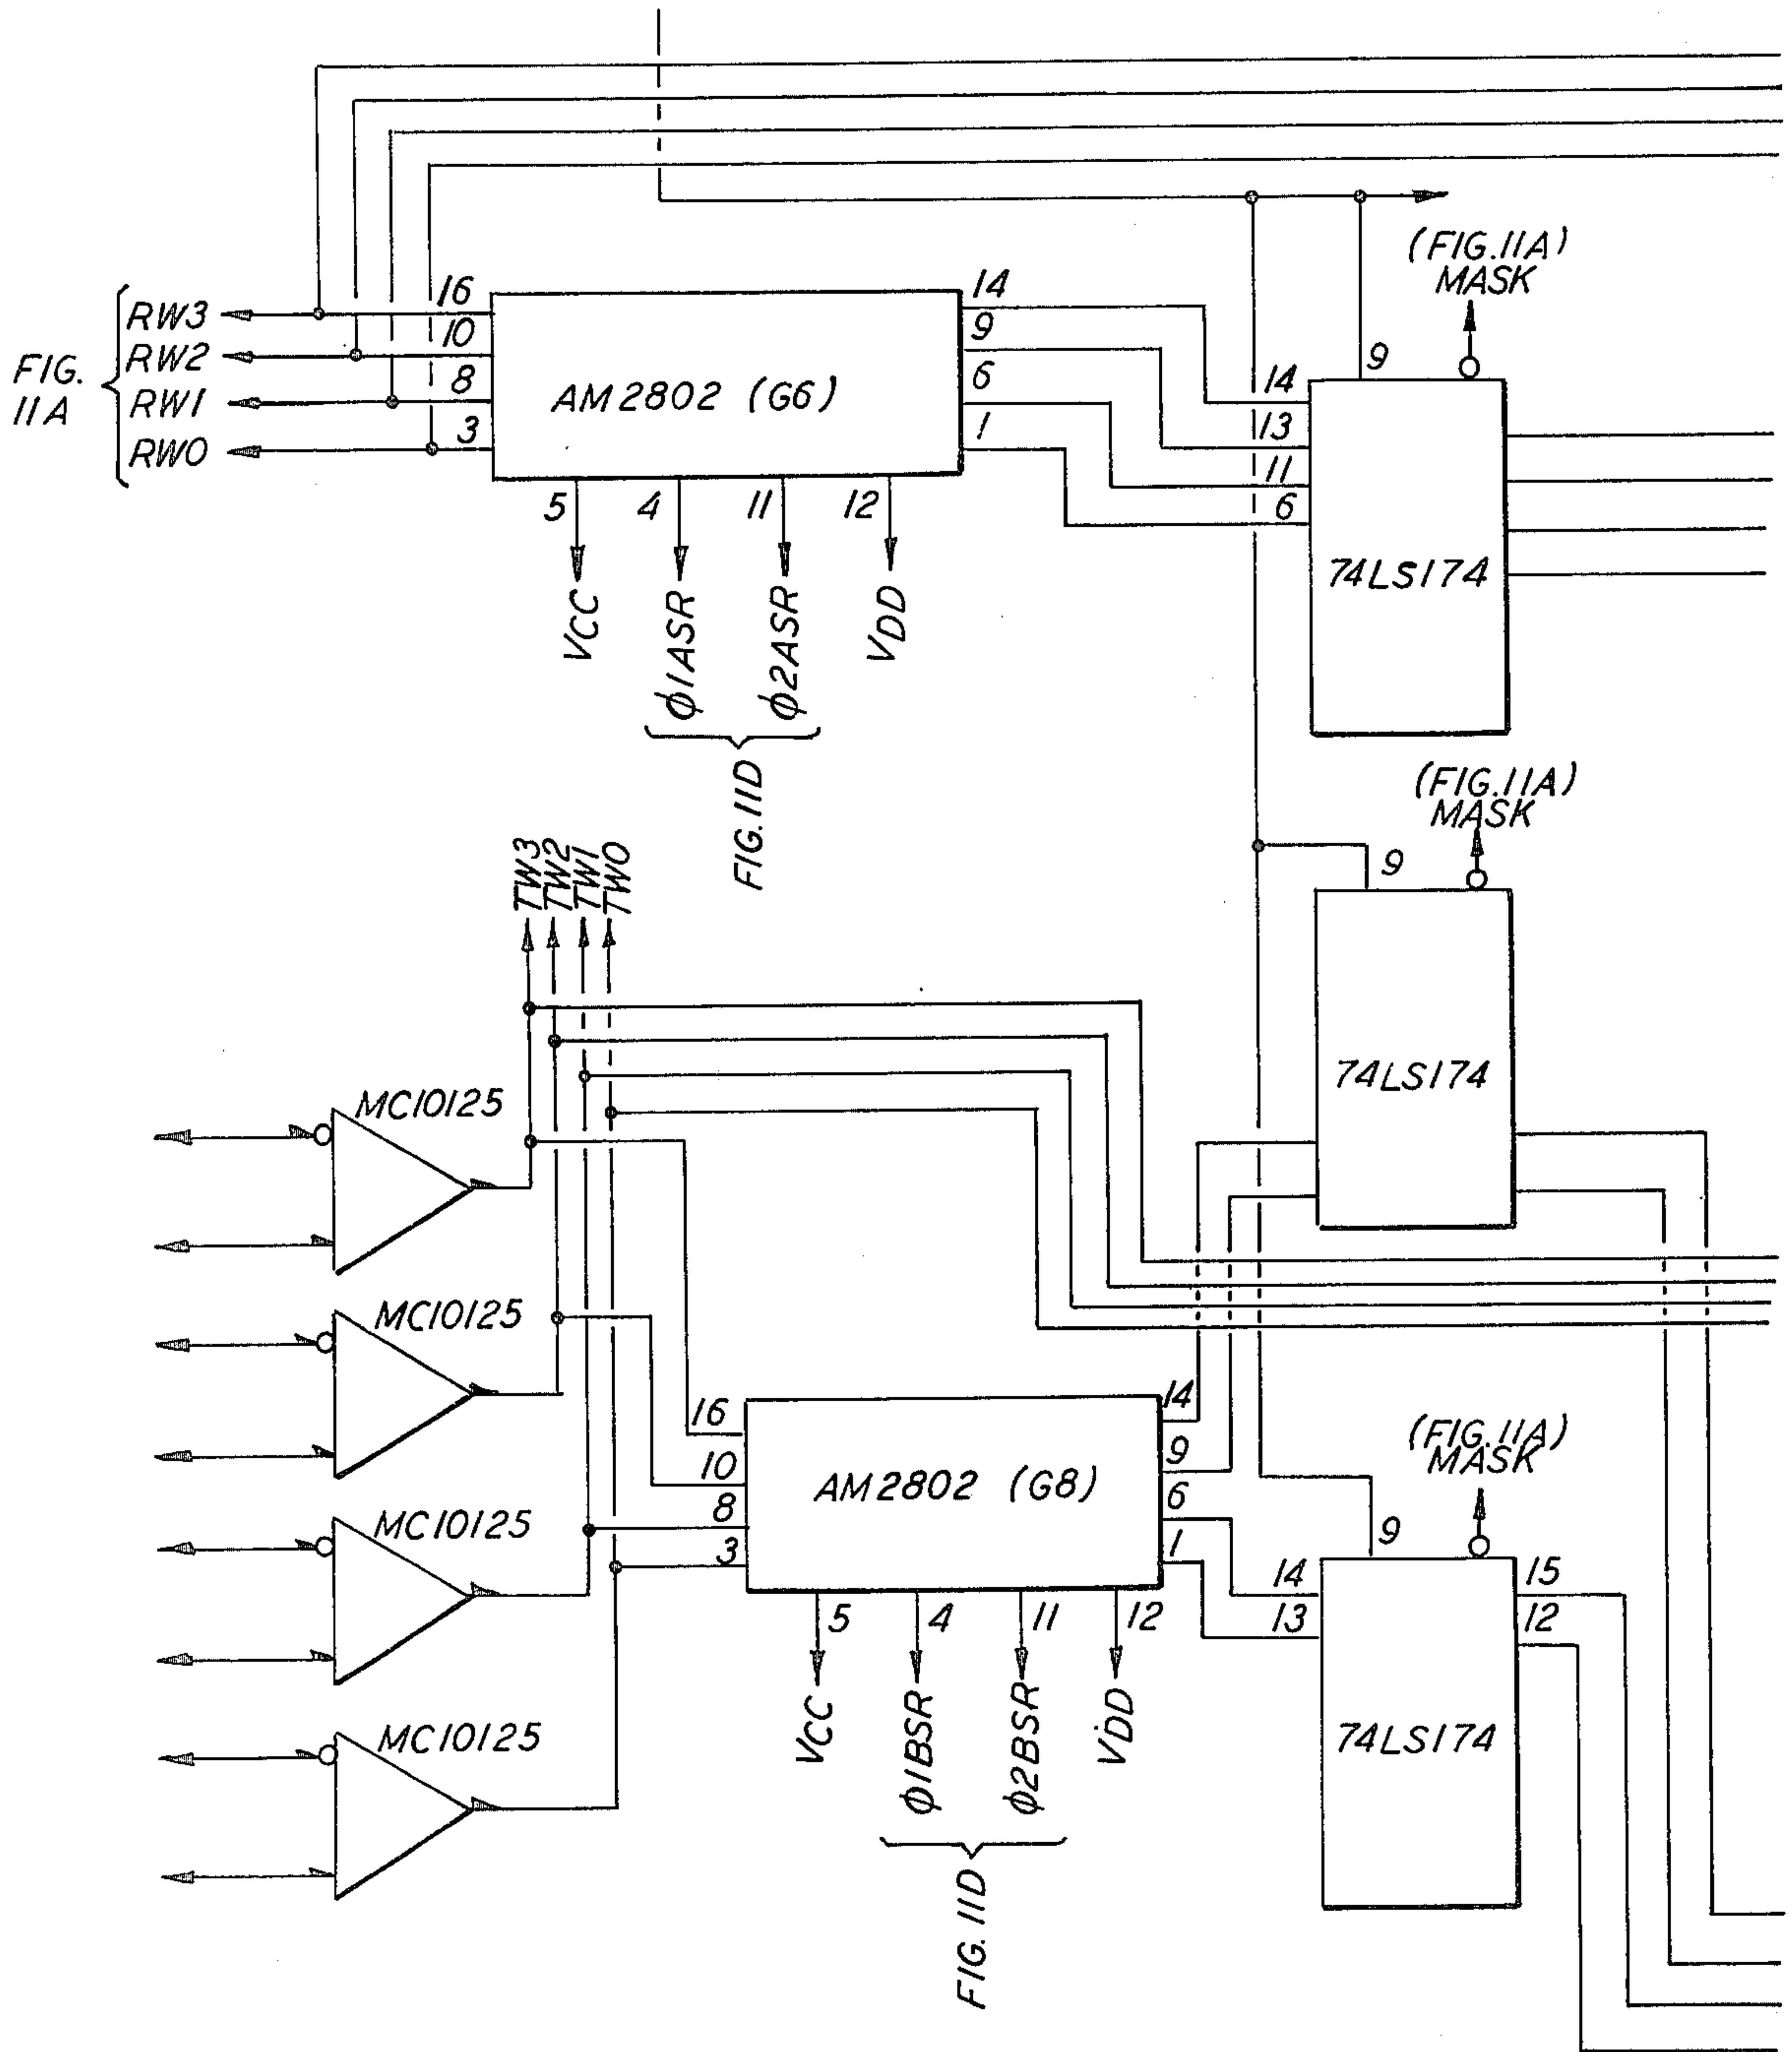 (FIG.11A)
MASK
FIG.
11A
RW3
RW2
RW1
RW0
16
10
8
3
AM2802 (G6)
14
9
6
1
9
14
13
11
6
74LS174
5
4
11
12
VCC
φ1ASR
φ2ASR
VDD
FIG.11D
(FIG.11A)
MASK
9
74LS174
TW3
TW2
TW1
TW0
MC10125
MC10125
MC10125
MC10125
16
10
8
3
AM2802 (G8)
14
9
6
1
5
4
11
12
VCC
φ1BSR
φ2BSR
VDD
FIG. 11D
(FIG.11A)
MASK
9
14
13
15
12
74LS174